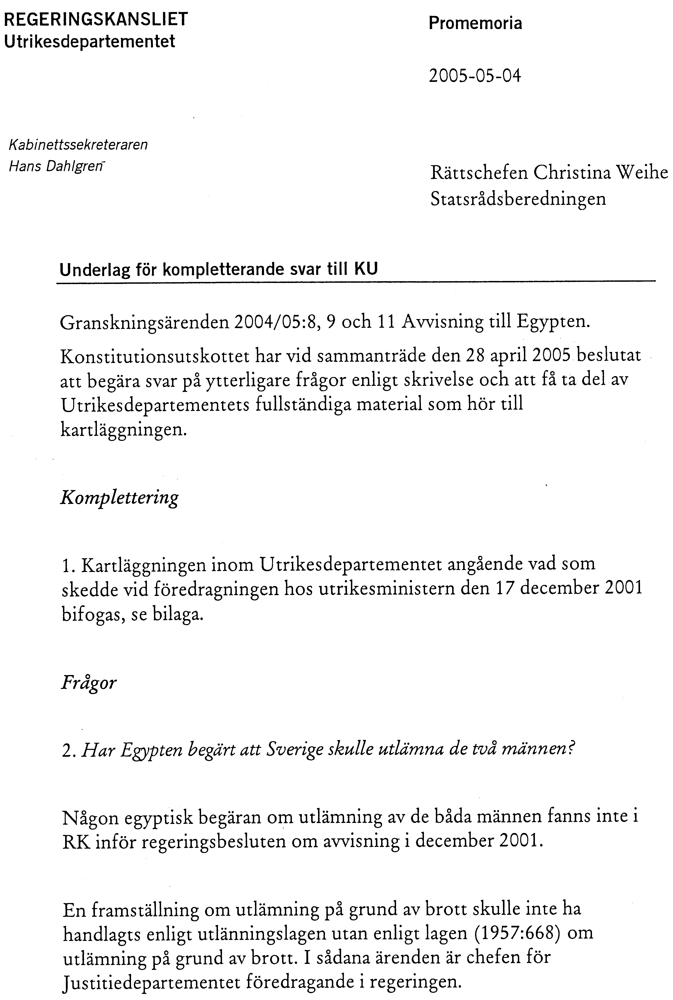 REGERINGSKANSLIET
Utrikesdepartementet
Promemoria
2005-05-04
Kabinettssekreteraren
Hans Dahlgren
Rättschefen Christina Weihe
Statsrådsberedningen
Underlag för kompletterande svar till KU
Granskningsärenden 2004/05:8, 9 och 11 Avvisning till Egypten.
Konstitutionsutskottet har vid sammanträde den 28 april 2005 beslutat
att begära svar på ytterligare frågor enligt skrivelse och att få ta del av
Utrikesdepartementets fullständiga material som hör till
kartläggningen.
Komplettering
1. Kartläggningen inom Utrikesdepartementet angående vad som
skedde vid föredragningen hos utrikesministern den 17 december 2001
bifogas, se bilaga.
Frågor
2. Har Egypten begärt att Sverige skulle utlämna de två männen?
Någon egyptisk begäran om utlämning av de båda männen fanns inte i
RK inför regeringsbesluten om avvisning i december 2001.
En framställning om utlämning på grund av brott skulle inte ha
handlagts enligt utlänningslagen utan enligt lagen (1957:668) om
utlämning på grund av brott. I sådana ärenden är chefen för
Justitiedepartementet föredragande i regeringen.